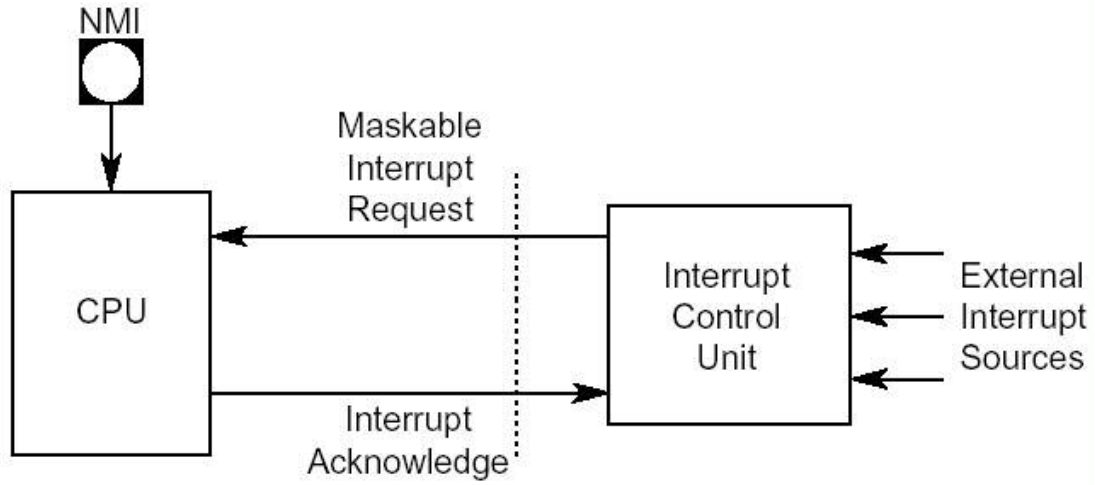 NMI
Maskable
Interrupt
Request
CPU
Interrupt
Control
Unit
External
Interrupt
Sources
Interrupt
Acknowledge